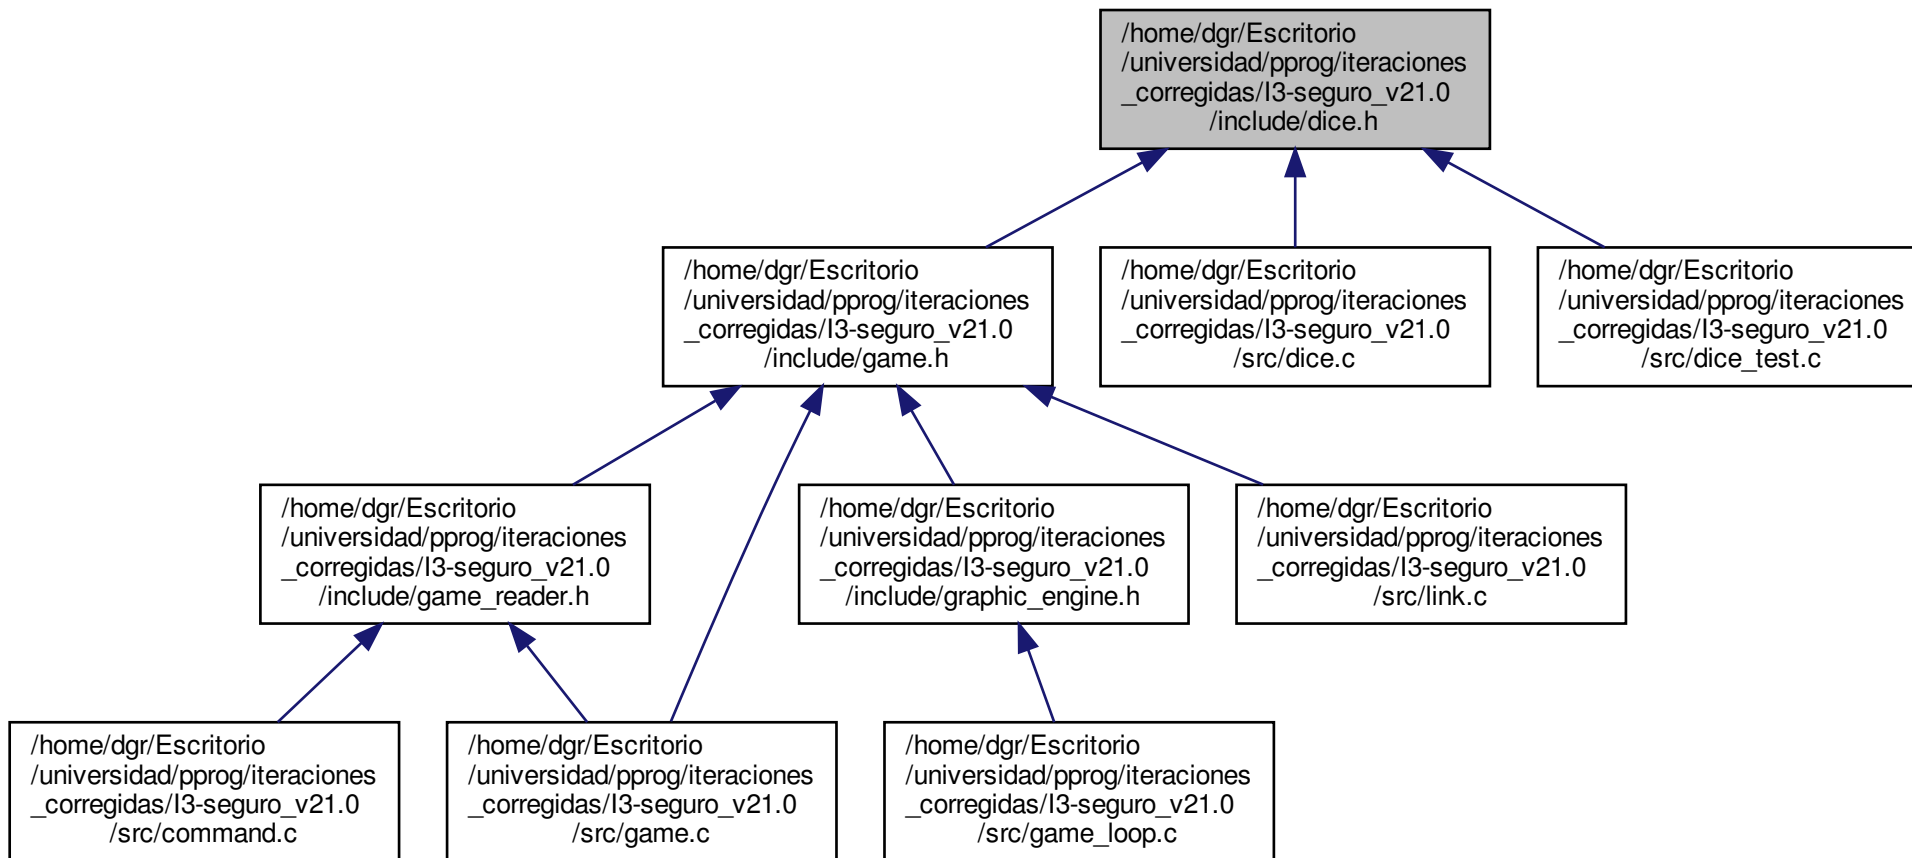 /home/dgr/Escritorio
/universidad/pprog/iteraciones
_corregidas/I3-seguro_v21.0
/include/dice.h
/home/dgr/Escritorio
/universidad/pprog/iteraciones
_corregidas/I3-seguro_v21.0
/include/game.h
/home/dgr/Escritorio
/universidad/pprog/iteraciones
_corregidas/I3-seguro_v21.0
/src/dice.c
/home/dgr/Escritorio
/universidad/pprog/iteraciones
_corregidas/I3-seguro_v21.0
/src/dice_test.c
/home/dgr/Escritorio
/universidad/pprog/iteraciones
_corregidas/I3-seguro_v21.0
/include/game_reader.h
/home/dgr/Escritorio
/universidad/pprog/iteraciones
_corregidas/I3-seguro_v21.0
/include/graphic_engine.h
/home/dgr/Escritorio
/universidad/pprog/iteraciones
_corregidas/I3-seguro_v21.0
/src/link.c
/home/dgr/Escritorio
/universidad/pprog/iteraciones
_corregidas/I3-seguro_v21.0
/src/command.c
/home/dgr/Escritorio
/universidad/pprog/iteraciones
_corregidas/I3-seguro_v21.0
/src/game.c
/home/dgr/Escritorio
/universidad/pprog/iteraciones
_corregidas/I3-seguro_v21.0
/src/game_loop.c